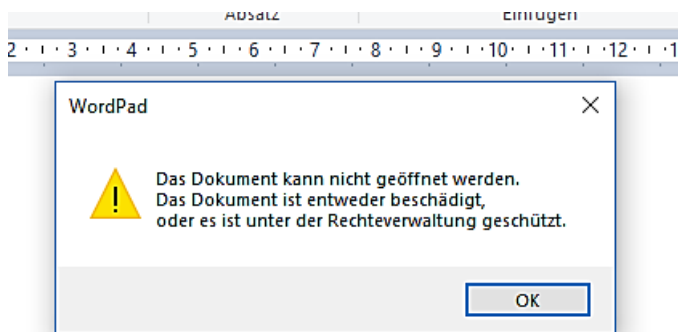 Absatz Einfügen
2 · ı · 3 · ı · 4 · ı · 5 · ı · 6 · ı · 7 · ı · 8 · ı · 9 · ı · 10 · ı · 11 · ı · 12 · ı · 1
WordPad
Das Dokument kann nicht geöffnet werden.
Das Dokument ist entweder beschädigt,
oder es ist unter der Rechteverwaltung geschützt.
OK